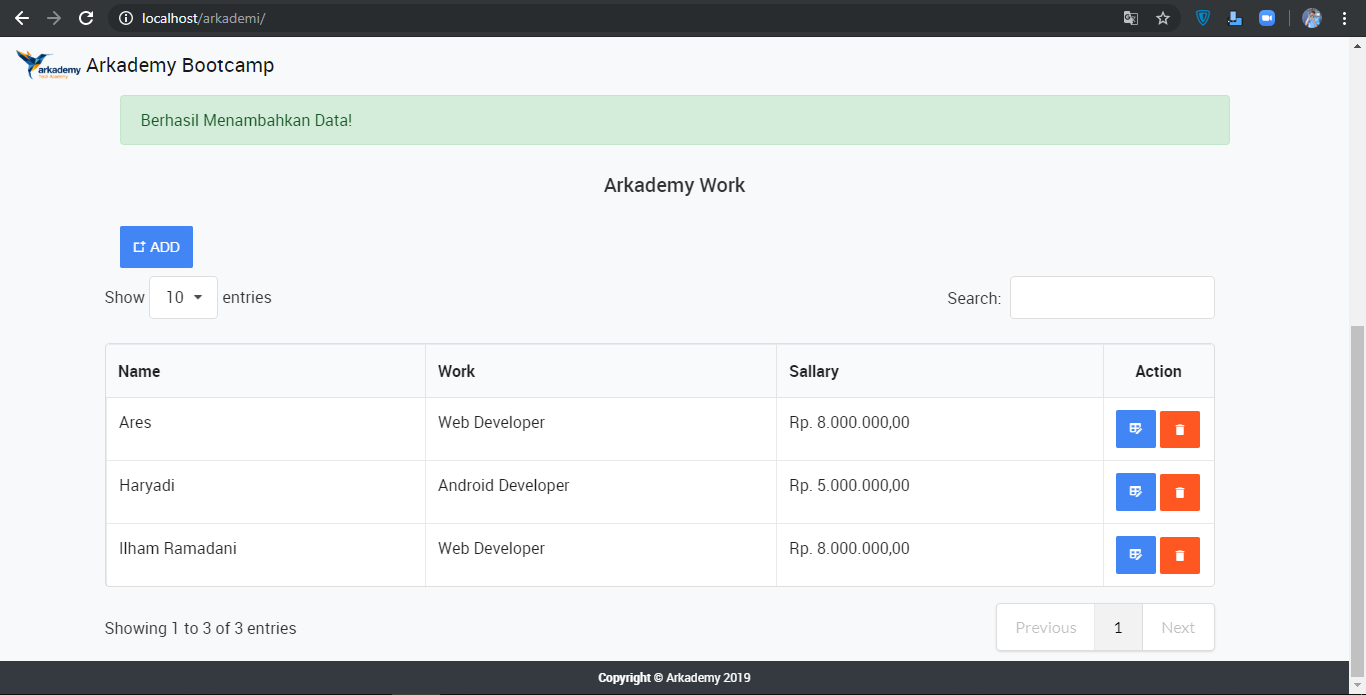 localhost/arkademi/
arkademy
Arkademy Bootcamp
Berhasil Menambahkan Data!
Arkademy Work
ADD
Show 10 entries
Search:
Name Work Sallary Action
Ares Web Developer Rp. 8.000.000,00
Haryadi Android Developer Rp. 5.000.000,00
Ilham Ramadani Web Developer Rp. 8.000.000,00
Showing 1 to 3 of 3 entries
Previous 1 Next
Copyright © Arkademy 2019